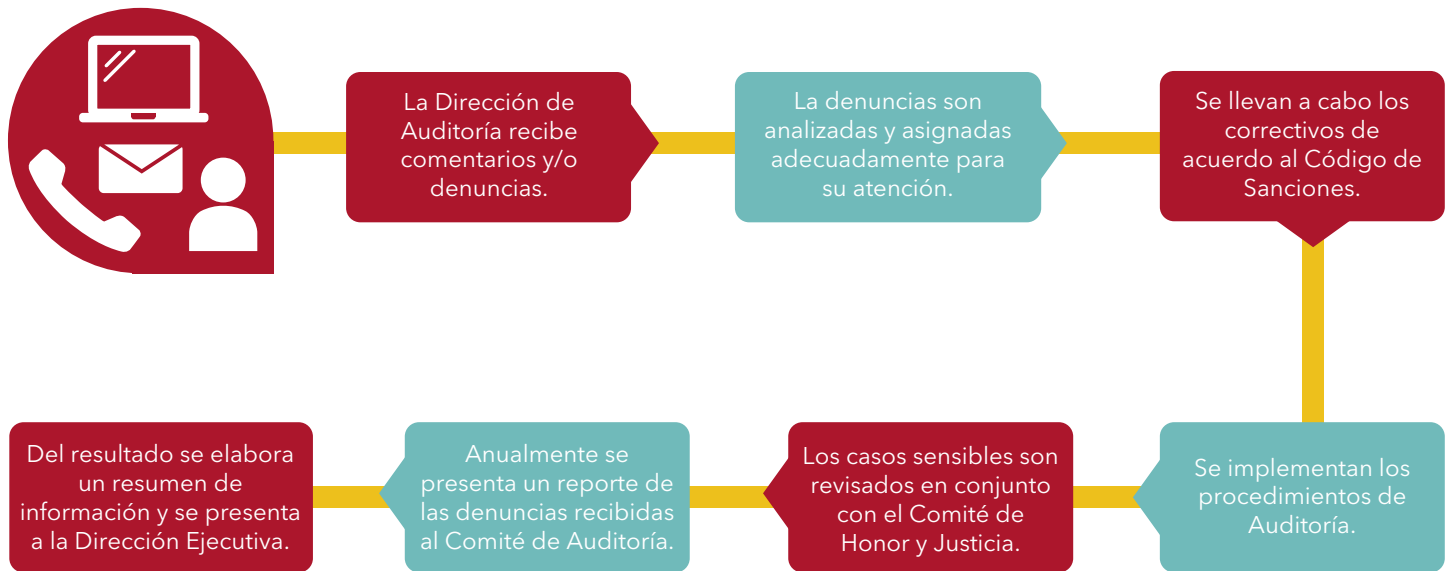 La Dirección de
Auditoría recibe
comentarios y/o
denuncias.
La denuncias son
analizadas y asignadas
adecuadamente para
su atención.
Se llevan a cabo los
correctivos de
acuerdo al Código de
Sanciones.
Se implementan los
procedimientos de
Auditoría.
Los casos sensibles son
revisados en conjunto
con el Comité de
Honor y Justicia.
Anualmente se
presenta un reporte de
las denuncias recibidas
al Comité de Auditoría.
Del resultado se elabora
un resumen de
información y se presenta
a la Dirección Ejecutiva.